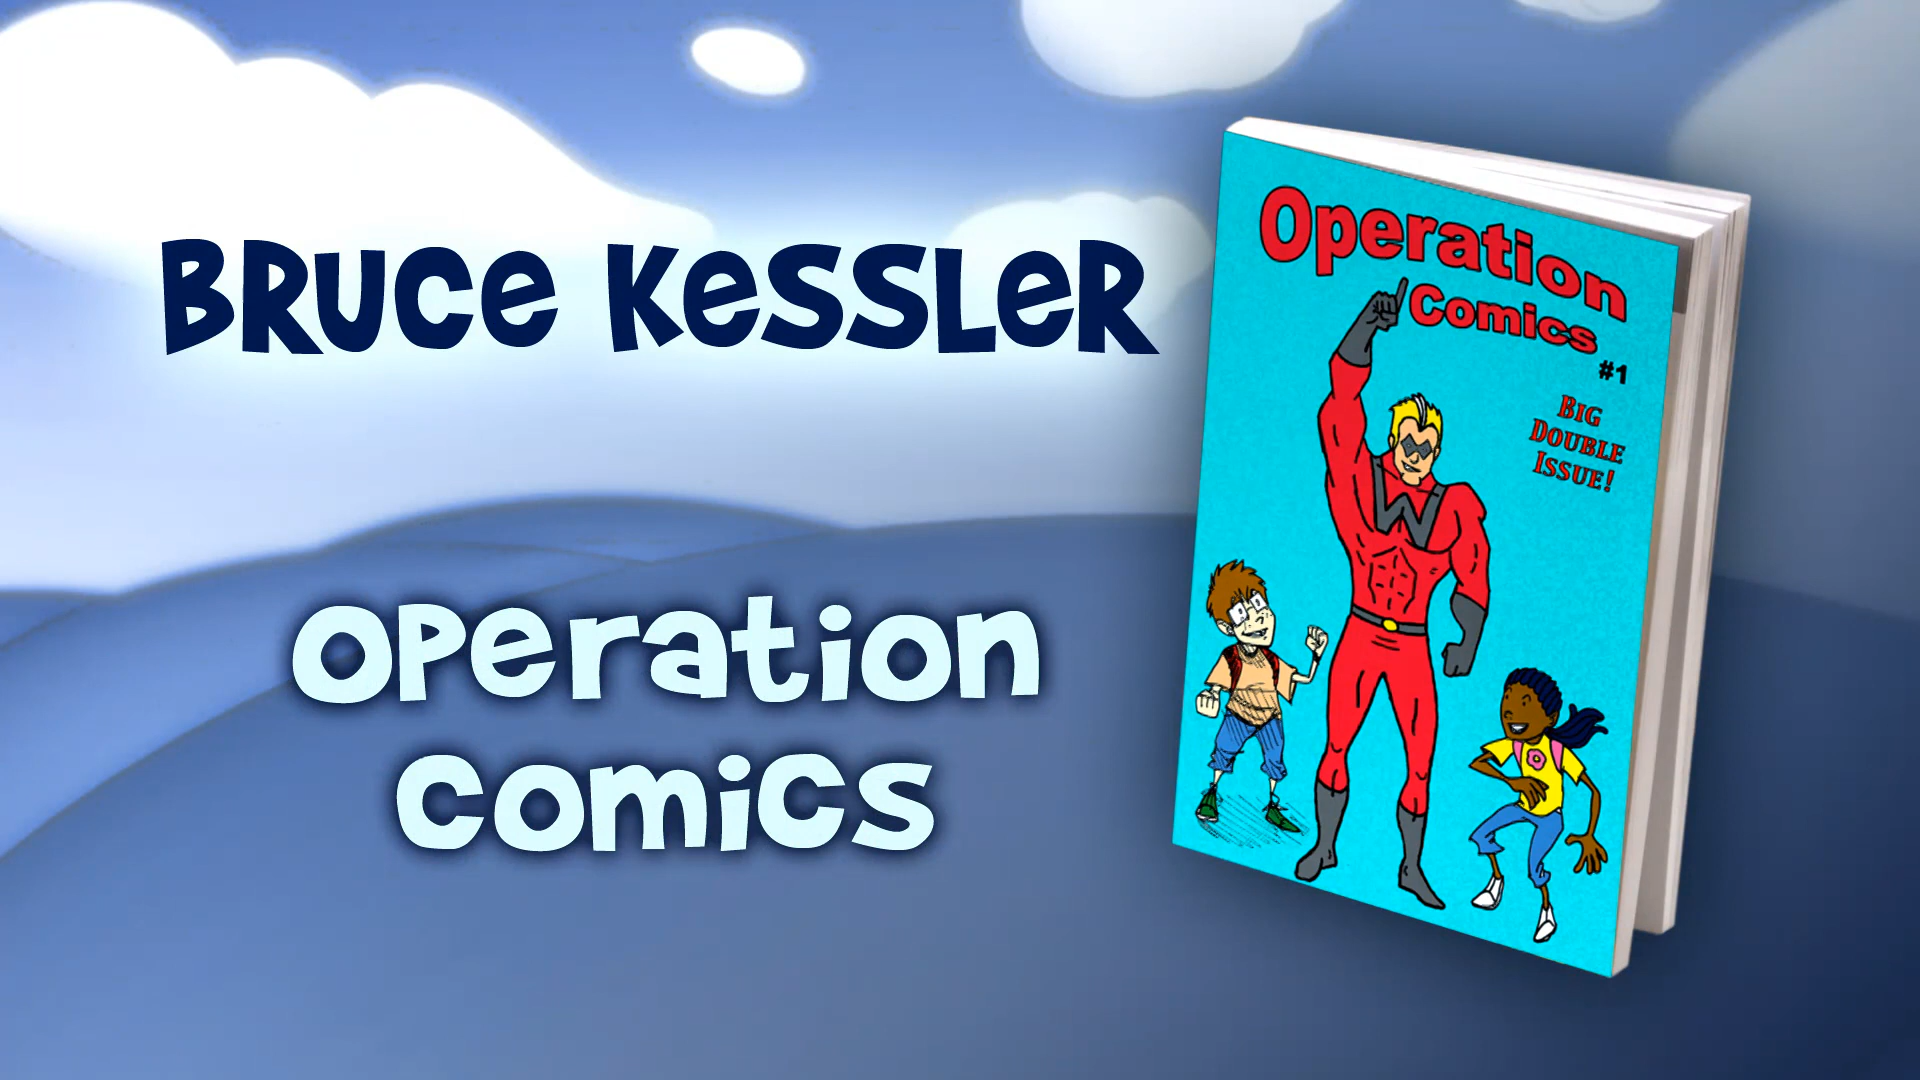 BRUCE KESSLER
OPERATION
COMICS
Operation
Comics
#1
BIG
DOUBLE
ISSUE!
W